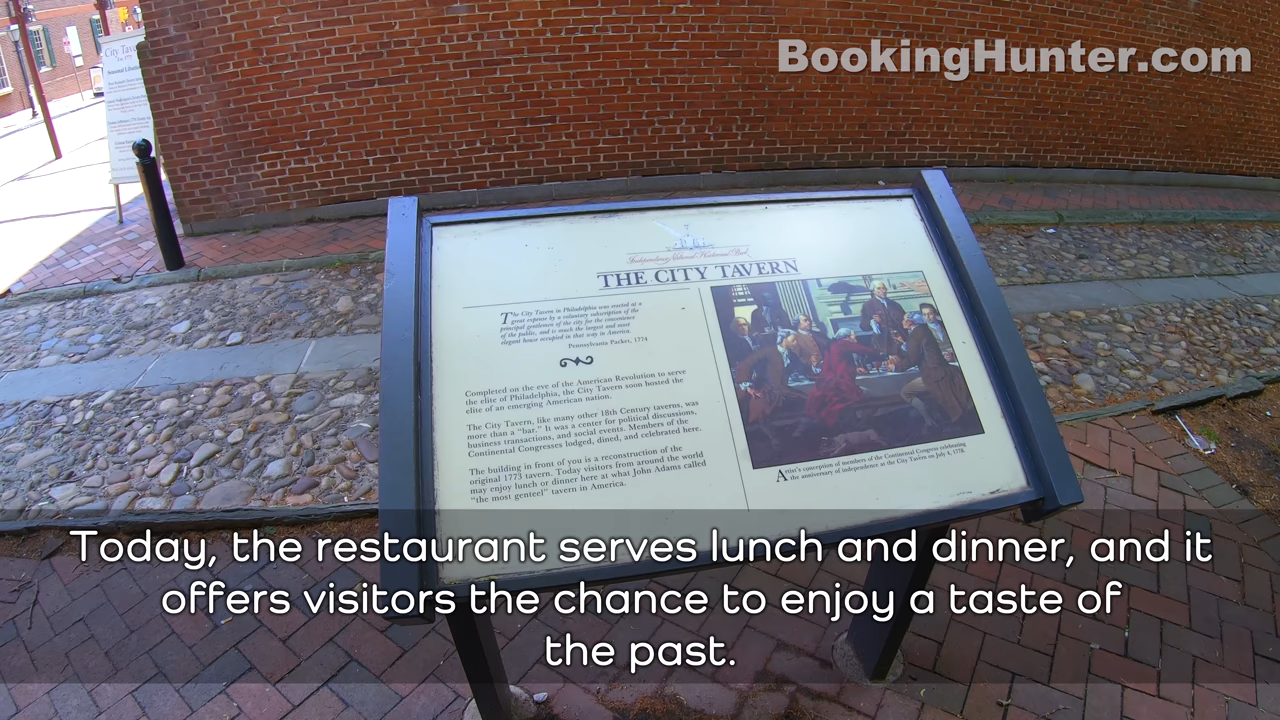 BookingHunter.com
City Tavern
Independence National Historical Park
THE CITY TAVERN
The City Tavern in Philadelphia was erected at a
great expense by a voluntary subscription of the
principal gentlemen of the city for the convenience
of the public, and is much the largest and most
elegant house occupied in that way in America.
Pennsylvania Packet, 1774
Completed on the eve of the American Revolution to serve
the elite of Philadelphia, the City Tavern soon hosted the
elite of an emerging American nation.
The City Tavern, like many other 18th Century taverns, was
more than a “bar.” It was a center for political discussions,
business transactions, and social events. Members of the
Continental Congresses lodged, dined, and celebrated here.
The building in front of you is a reconstruction of the
original 1773 tavern. Today visitors from around the world
may enjoy lunch or dinner here at what John Adams called
“the most genteel” tavern in America.
Artist's conception of members of the Continental Congress celebrating
the anniversary of independence at the City Tavern on July 4, 1778.
Today, the restaurant serves lunch and dinner, and it
offers visitors the chance to enjoy a taste of
the past.